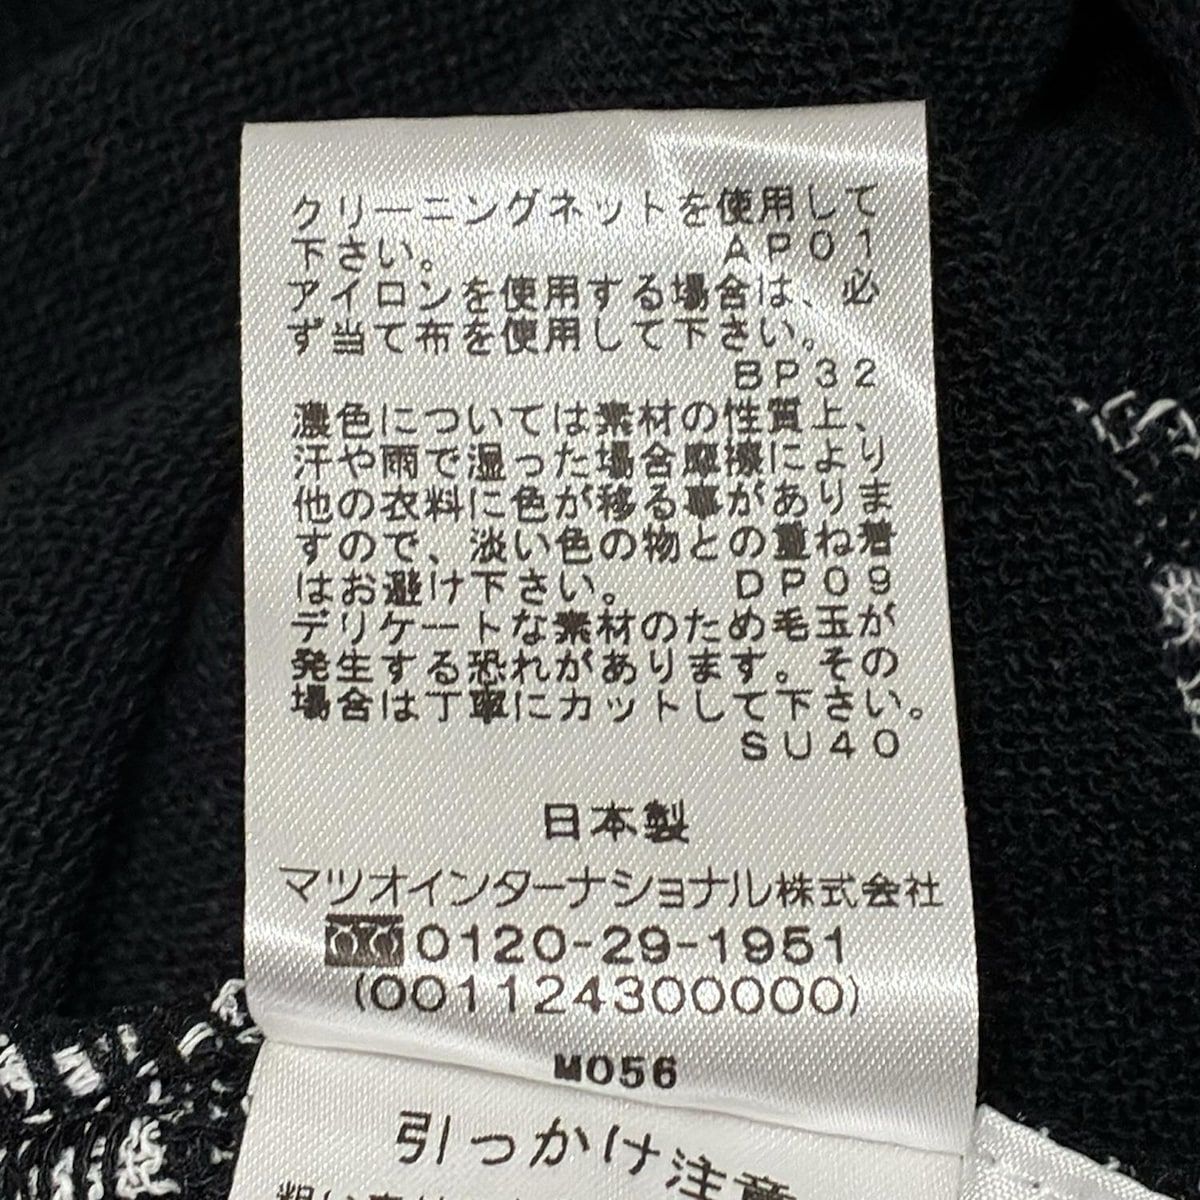 クリーニングネットを使用して
下さい。 AP01
アイロンを使用する場合は、必
ず当て布を使用して下さい。
BP32
濃色については素材の性質上、
汗や雨で湿った場合摩擦により
他の衣料に色が移る事がありま
すので、淡い色の物との重ね着
はお避け下さい。 DP09
デリケートな素材のため毛玉が
発生する恐れがあります。その
場合は丁寧にカットして下さい。
SU40
日本製
マツオインターナショナル株式会社
0120-29-1951
(001124300000)
M056
引っかけ注意